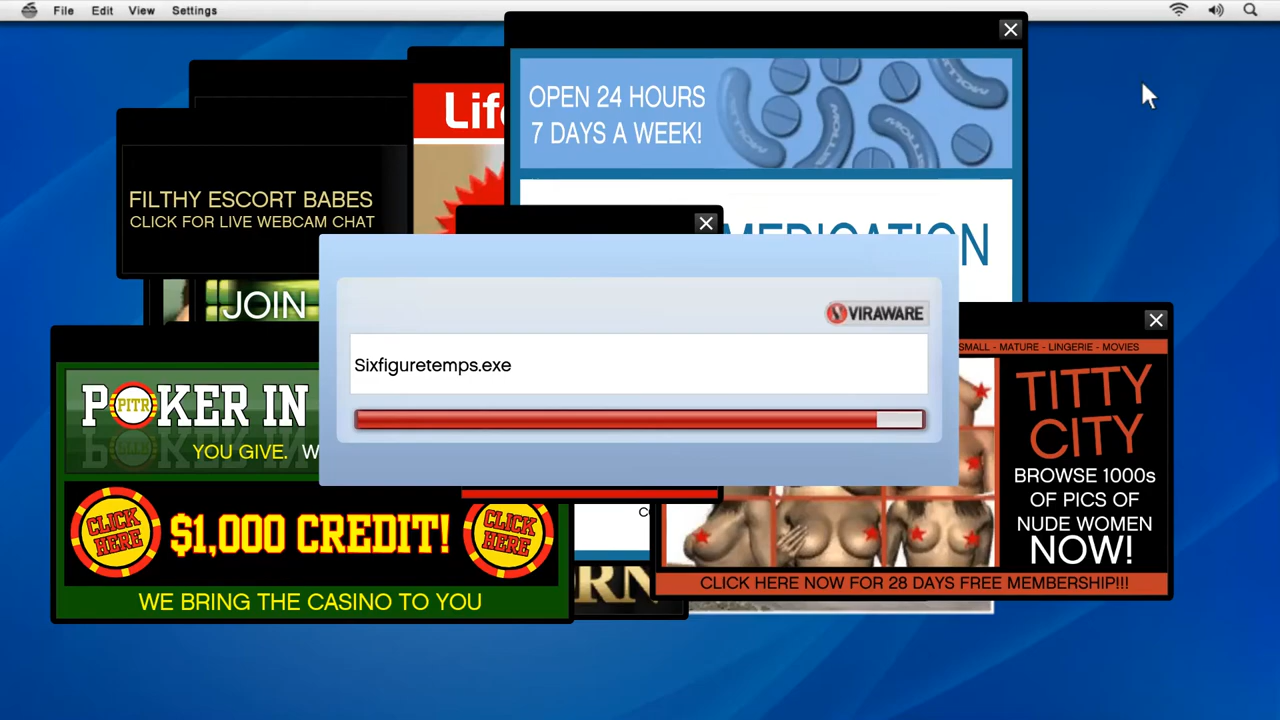 File Edit View Settings
OPEN 24 HOURS
7 DAYS A WEEK!
MEDICATION
FILTHY ESCORT BABES
CLICK FOR LIVE WEBCAM CHAT
JOIN
VIRAWARE
Sixfiguretemps.exe
POKER IN
PITR
YOU GIVE.
CLICK
HERE
$1,000 CREDIT!
CLICK
HERE
WE BRING THE CASINO TO YOU
SMALL - MATURE - LINGERIE - MOVIES
TITTY
CITY
BROWSE 1000s
OF PICS OF
NUDE WOMEN
NOW!
CLICK HERE NOW FOR 28 DAYS FREE MEMBERSHIP!!!